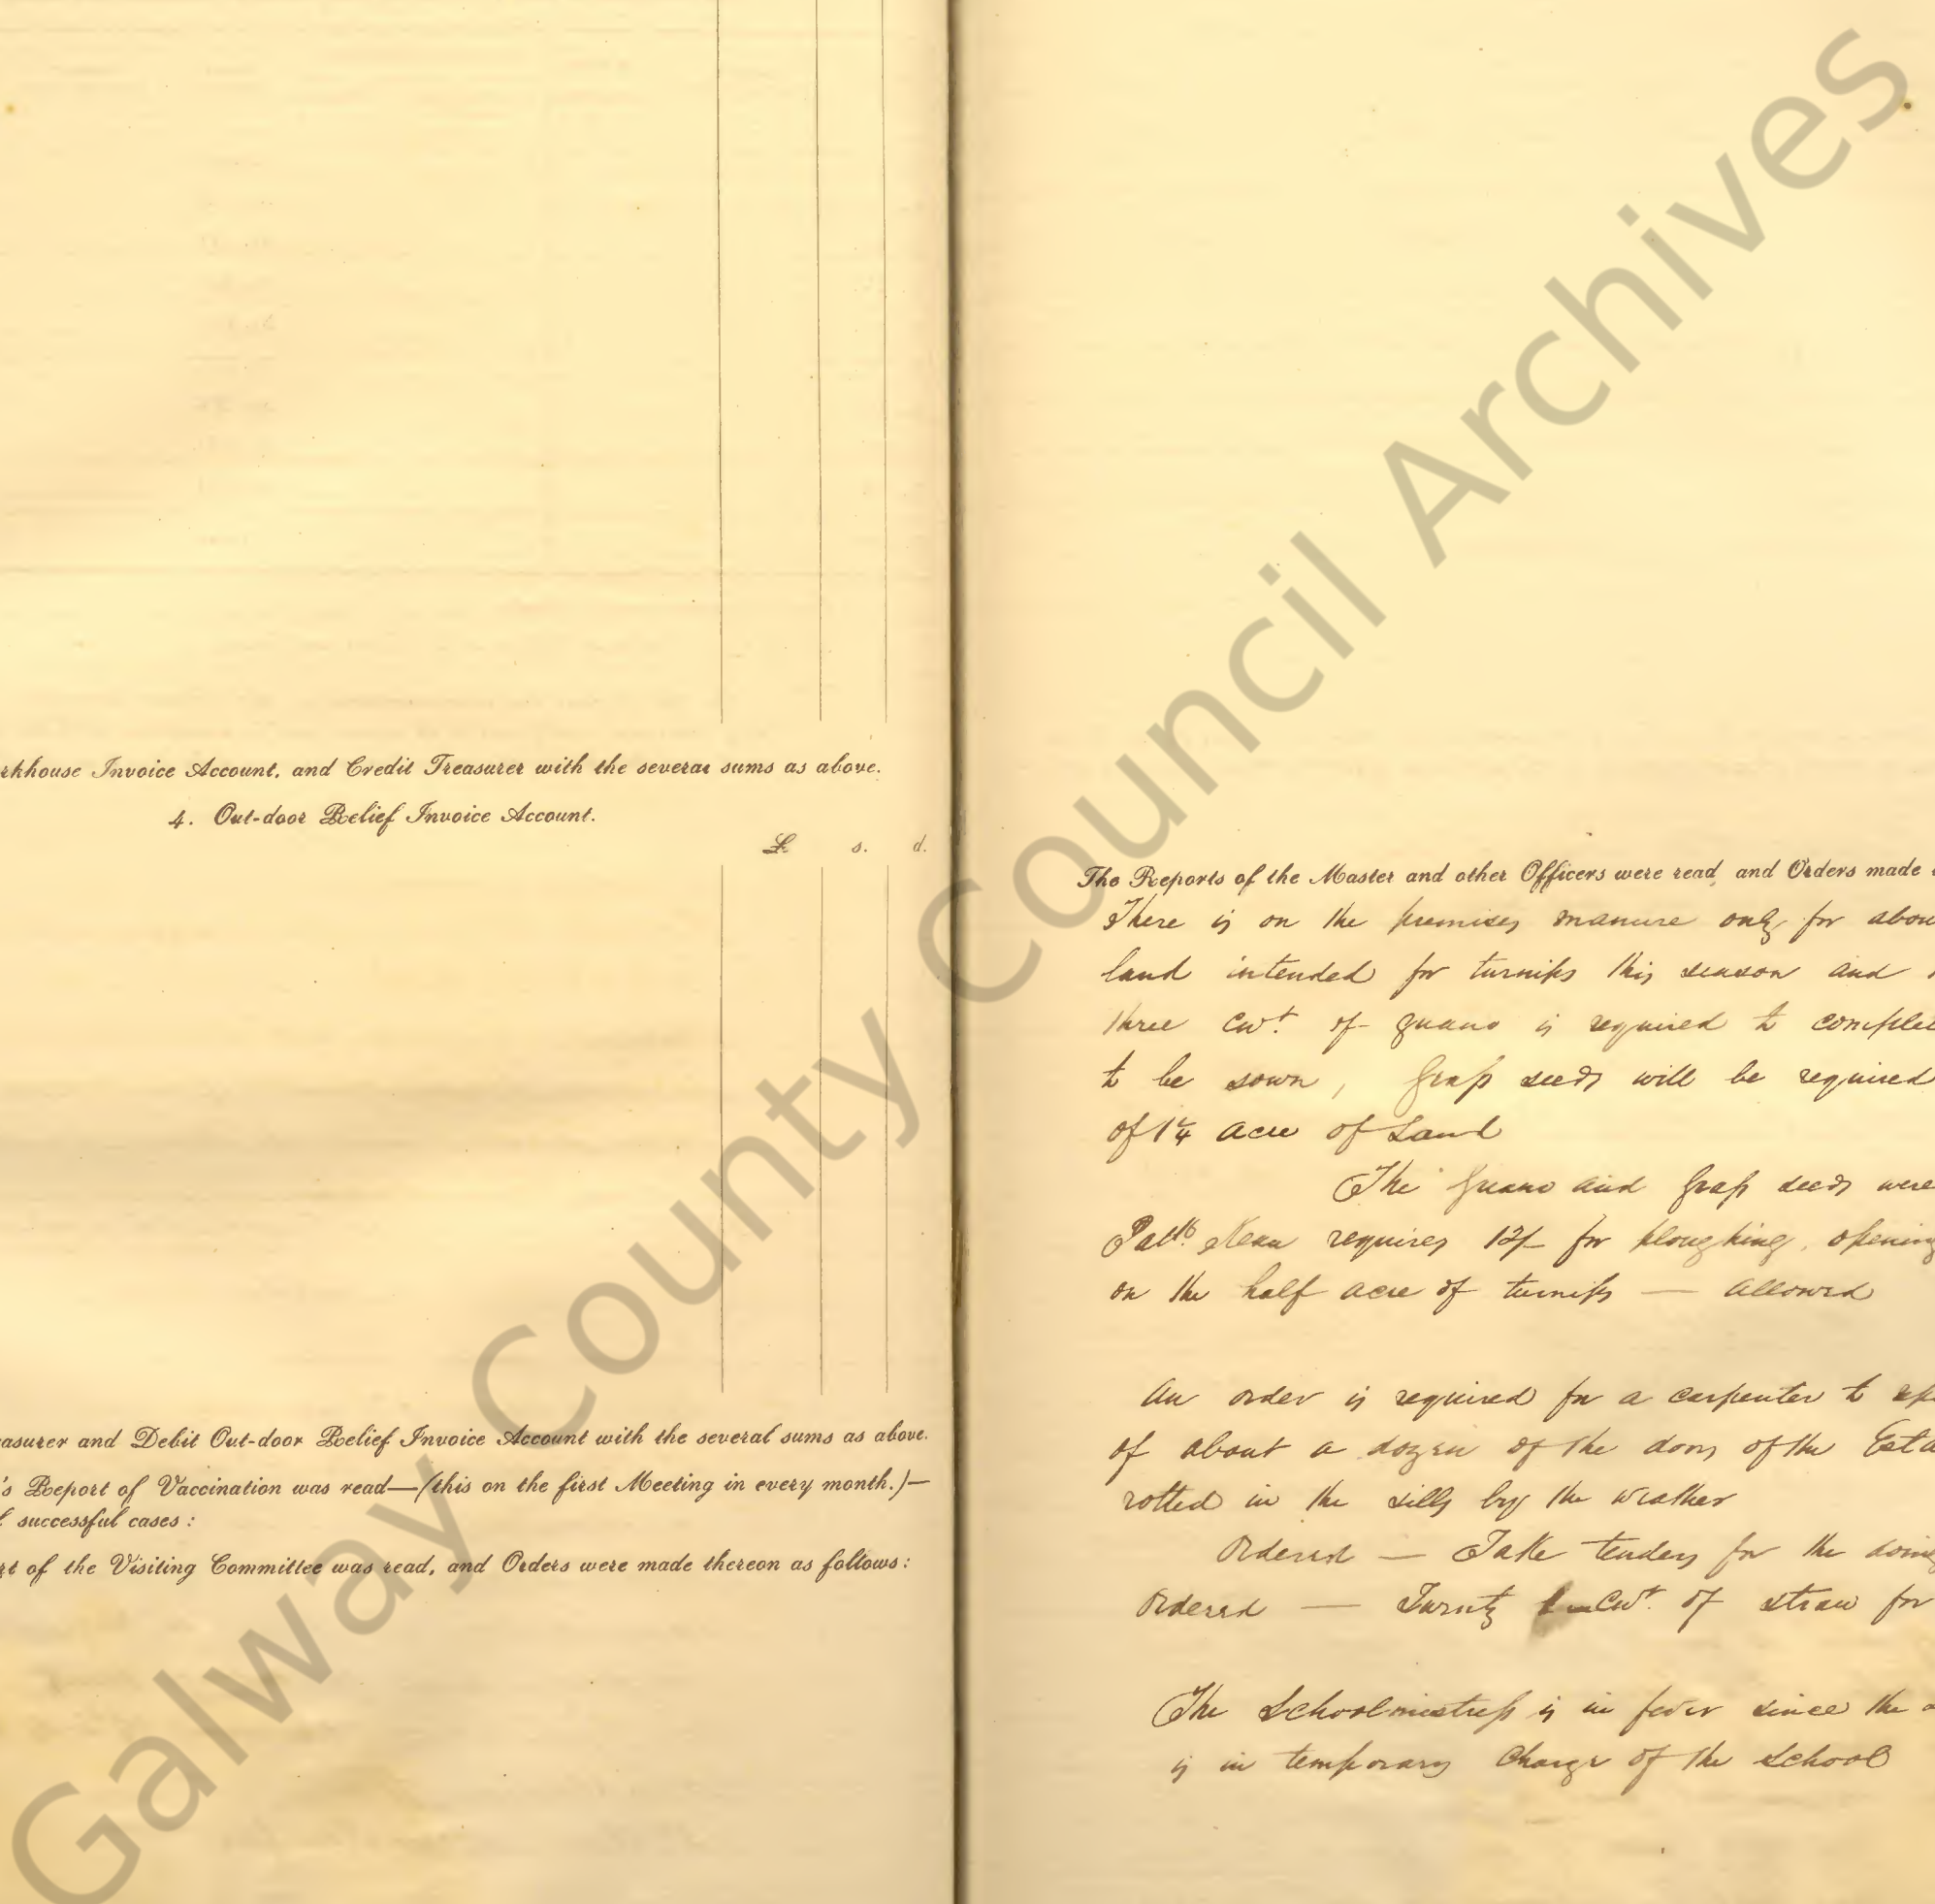 rkhouse Invoice Account, and Credit Treasurer with the several sums as above.
4. Out-door Relief Invoice Account.
£ s. d.
easurer and Debit Out-door Relief Invoice Account with the several sums as above.
's Report of Vaccination was read—(this on the first Meeting in every month.)—
l successful cases :
rt of the Visiting Committee was read, and Orders were made thereon as follows :
The Reports of the Master and other Officers were read, and Orders made
There is on the premises manure only for abou
land intended for turnips this season and
three Cwt. of guano is required to complet
to be sown, Grass seeds will be required
of 1¼ acre of Land
The Guano and Grass seeds were
Patk. requires 12/- for ploughing, opening
on the half acre of turnips — allowed
An order is required for a carpenter to
of about a dozen of the doors of the Esta
rotted in the sills by the weather
Ordered — Take tenders for the doing
Ordered — Twenty Cwt. of straw for
The Schoolmistress is in fever since the
is in temporary Charge of the School
Galway County Council Archives